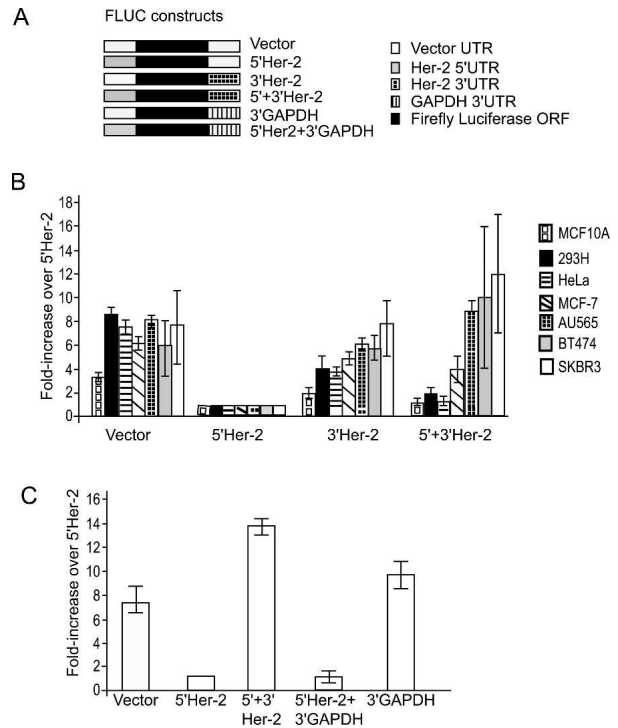 A
FLUC constructs
Vector
5'Her-2
3'Her-2
5'+3'Her-2
3'GAPDH
5'Her2+3'GAPDH
Vector UTR
Her-2 5'UTR
Her-2 3'UTR
GAPDH 3'UTR
Firefly Luciferase ORF
B
Fold-increase over 5'Her-2
18
16
14
12
10
8
6
4
2
0
Vector
5'Her-2
3'Her-2
5'+3'Her-2
MCF10A
293H
HeLa
MCF-7
AU565
BT474
SKBR3
C
Fold-increase over 5'Her-2
16
14
12
10
8
6
4
2
0
Vector
5'Her-2
5'+3'
Her-2
5'Her-2+
3'GAPDH
3'GAPDH